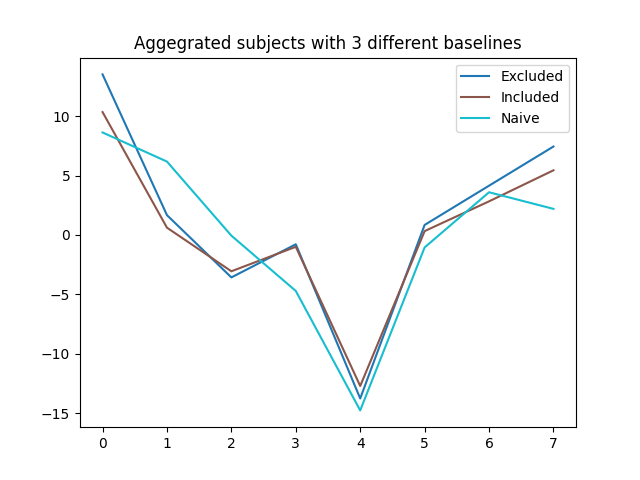 Aggegrated subjects with 3 different baselines
Excluded
Included
Naive
10
5
0
−5
−10
−15
0 1 2 3 4 5 6 7